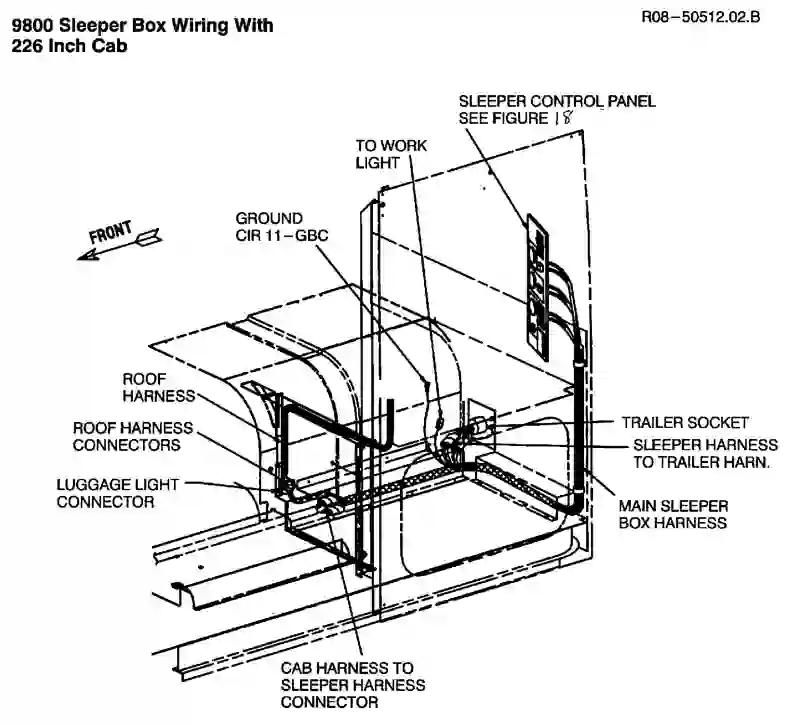 9800 Sleeper Box Wiring With
226 Inch Cab
R08-50512.02.B
SLEEPER CONTROL PANEL
SEE FIGURE 18
TO WORK
LIGHT
GROUND
CIR 11-GBC
FRONT
ROOF
HARNESS
ROOF HARNESS
CONNECTORS
LUGGAGE LIGHT
CONNECTOR
TRAILER SOCKET
SLEEPER HARNESS
TO TRAILER HARN.
MAIN SLEEPER
BOX HARNESS
CAB HARNESS TO
SLEEPER HARNESS
CONNECTOR